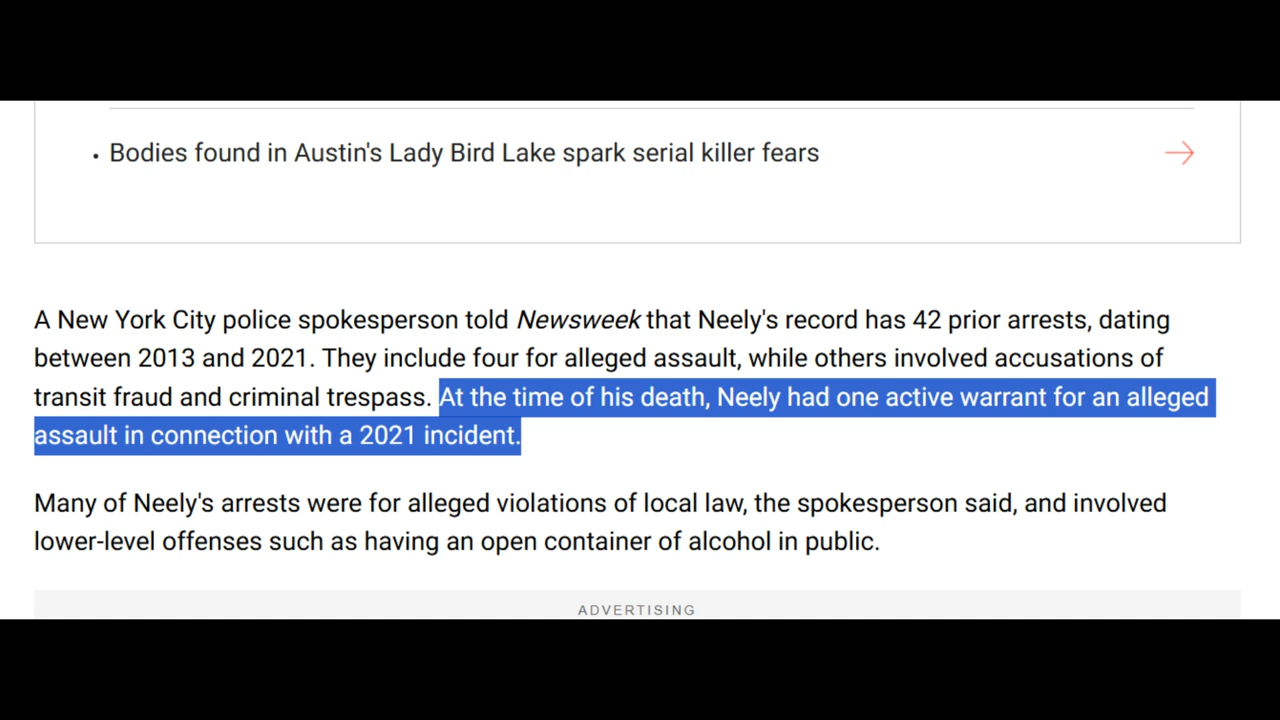 • Bodies found in Austin's Lady Bird Lake spark serial killer fears
A New York City police spokesperson told Newsweek that Neely's record has 42 prior arrests, dating
between 2013 and 2021. They include four for alleged assault, while others involved accusations of
transit fraud and criminal trespass. At the time of his death, Neely had one active warrant for an alleged
assault in connection with a 2021 incident.
Many of Neely's arrests were for alleged violations of local law, the spokesperson said, and involved
lower-level offenses such as having an open container of alcohol in public.
ADVERTISING